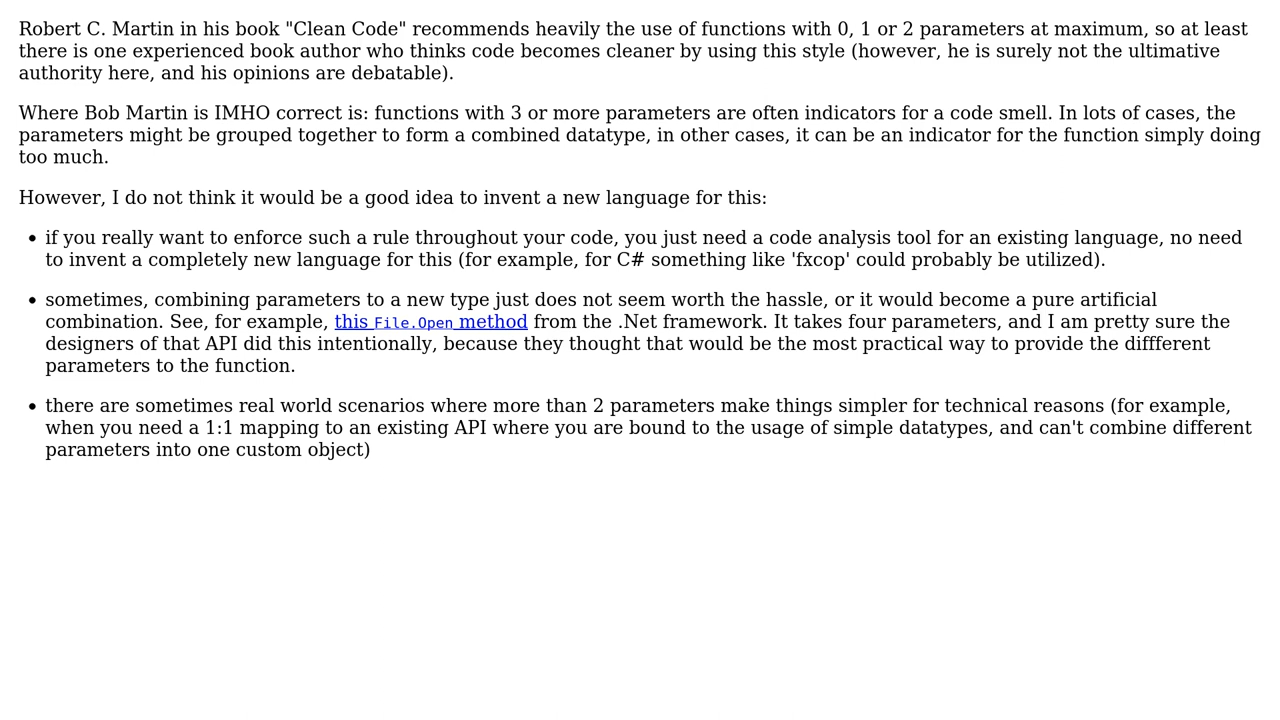 Robert C. Martin in his book "Clean Code" recommends heavily the use of functions with 0, 1 or 2 parameters at maximum, so at least
there is one experienced book author who thinks code becomes cleaner by using this style (however, he is surely not the ultimative
authority here, and his opinions are debatable).
Where Bob Martin is IMHO correct is: functions with 3 or more parameters are often indicators for a code smell. In lots of cases, the
parameters might be grouped together to form a combined datatype, in other cases, it can be an indicator for the function simply doing
too much.
However, I do not think it would be a good idea to invent a new language for this:
• if you really want to enforce such a rule throughout your code, you just need a code analysis tool for an existing language, no need
to invent a completely new language for this (for example, for C# something like 'fxcop' could probably be utilized).
• sometimes, combining parameters to a new type just does not seem worth the hassle, or it would become a pure artificial
combination. See, for example, this File.Open method from the .Net framework. It takes four parameters, and I am pretty sure the
designers of that API did this intentionally, because they thought that would be the most practical way to provide the diffferent
parameters to the function.
• there are sometimes real world scenarios where more than 2 parameters make things simpler for technical reasons (for example,
when you need a 1:1 mapping to an existing API where you are bound to the usage of simple datatypes, and can't combine different
parameters into one custom object)